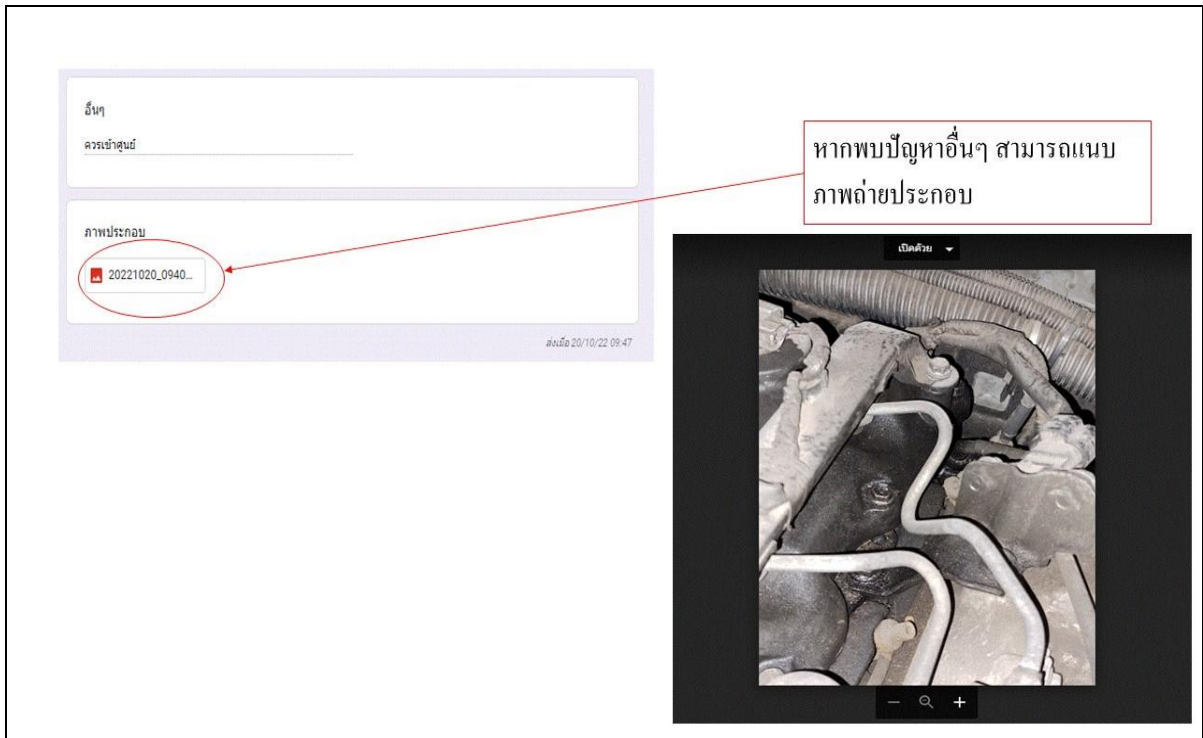 อื่นๆ
ควรเข้าศูนย์
ภาพประกอบ
20221020_0940...
ส่งเมื่อ 20/10/22 09:47
หากพบปัญหาอื่นๆ สามารถแนบ
ภาพถ่ายประกอบ
เปิดด้วย